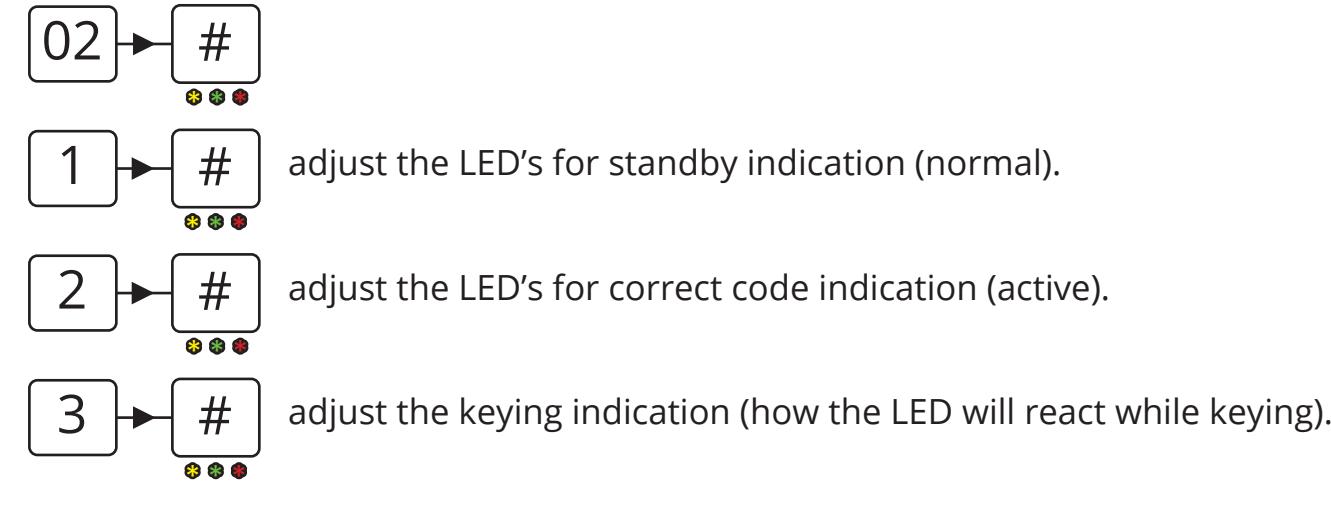 02 #
1 # adjust the LED’s for standby indication (normal).
2 # adjust the LED’s for correct code indication (active).
3 # adjust the keying indication (how the LED will react while keying).